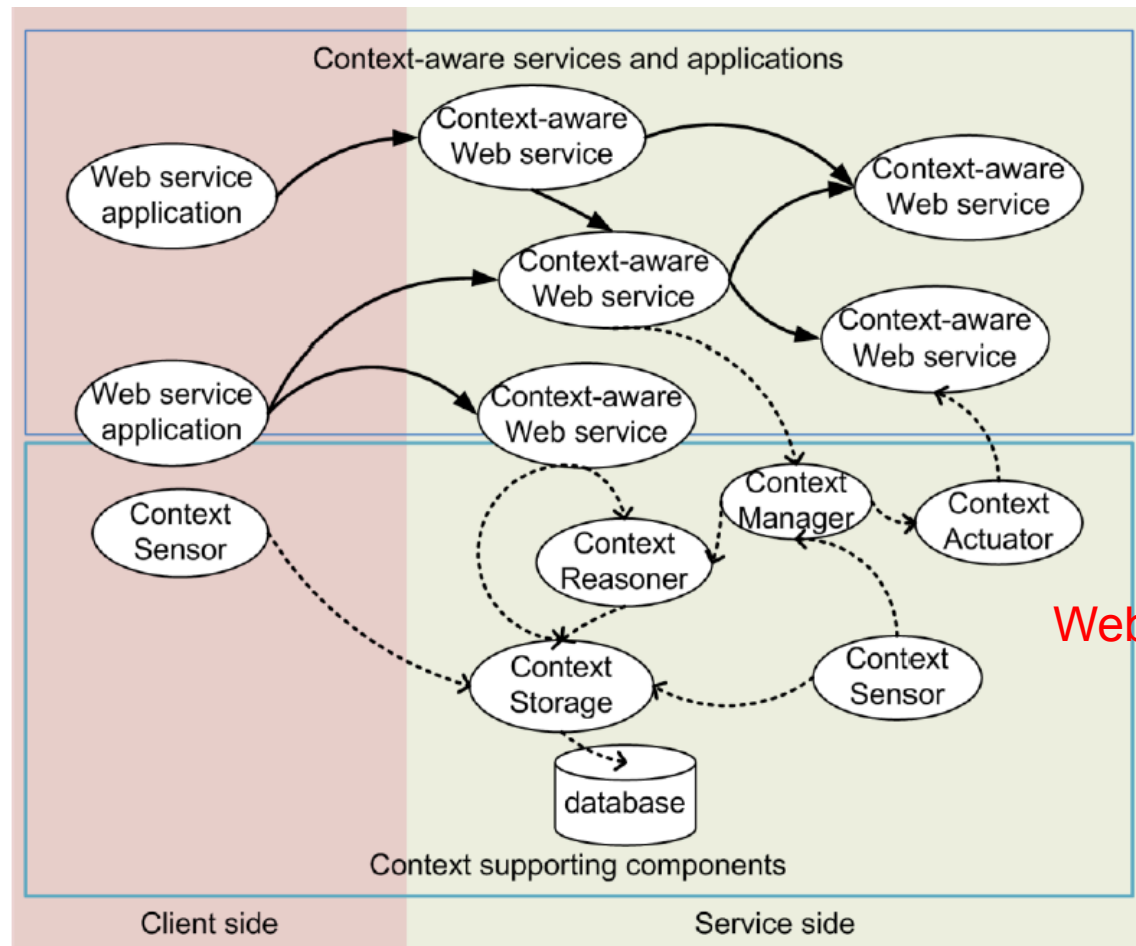 Context-aware services and applications
Context-aware
Web service
Web service
application
Context-aware
Web service
Context-aware
Web service
Context-aware
Web service
Web service
application
Context-aware
Web service
Context
Sensor
Context
Manager
Context
Actuator
Context
Reasoner
Web
Context
Storage
Context
Sensor
database
Context supporting components
Client side
Service side